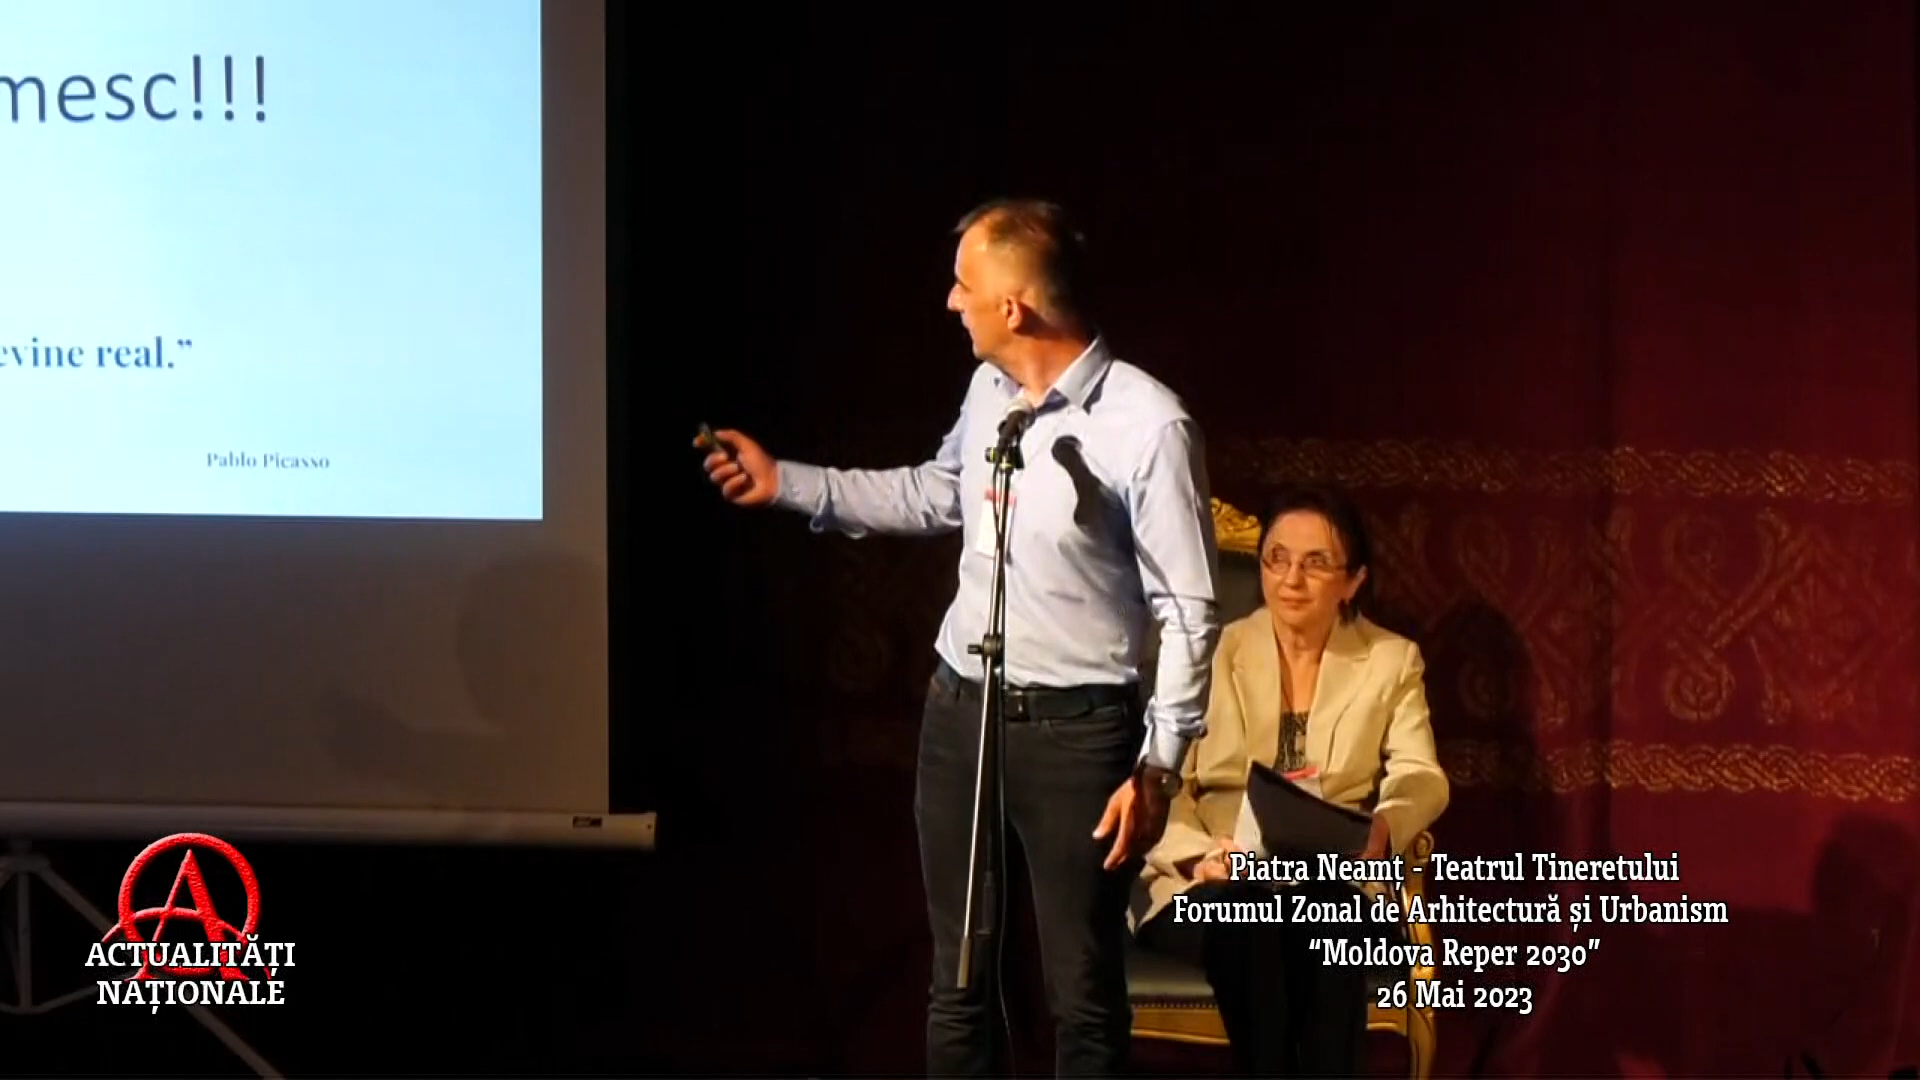 mesc!!!
evine real.”
Pablo Picasso
ACTUALITĂȚI
NAȚIONALE
Piatra Neamț - Teatrul Tineretului
Forumul Zonal de Arhitectură și Urbanism
“Moldova Reper 2030”
26 Mai 2023